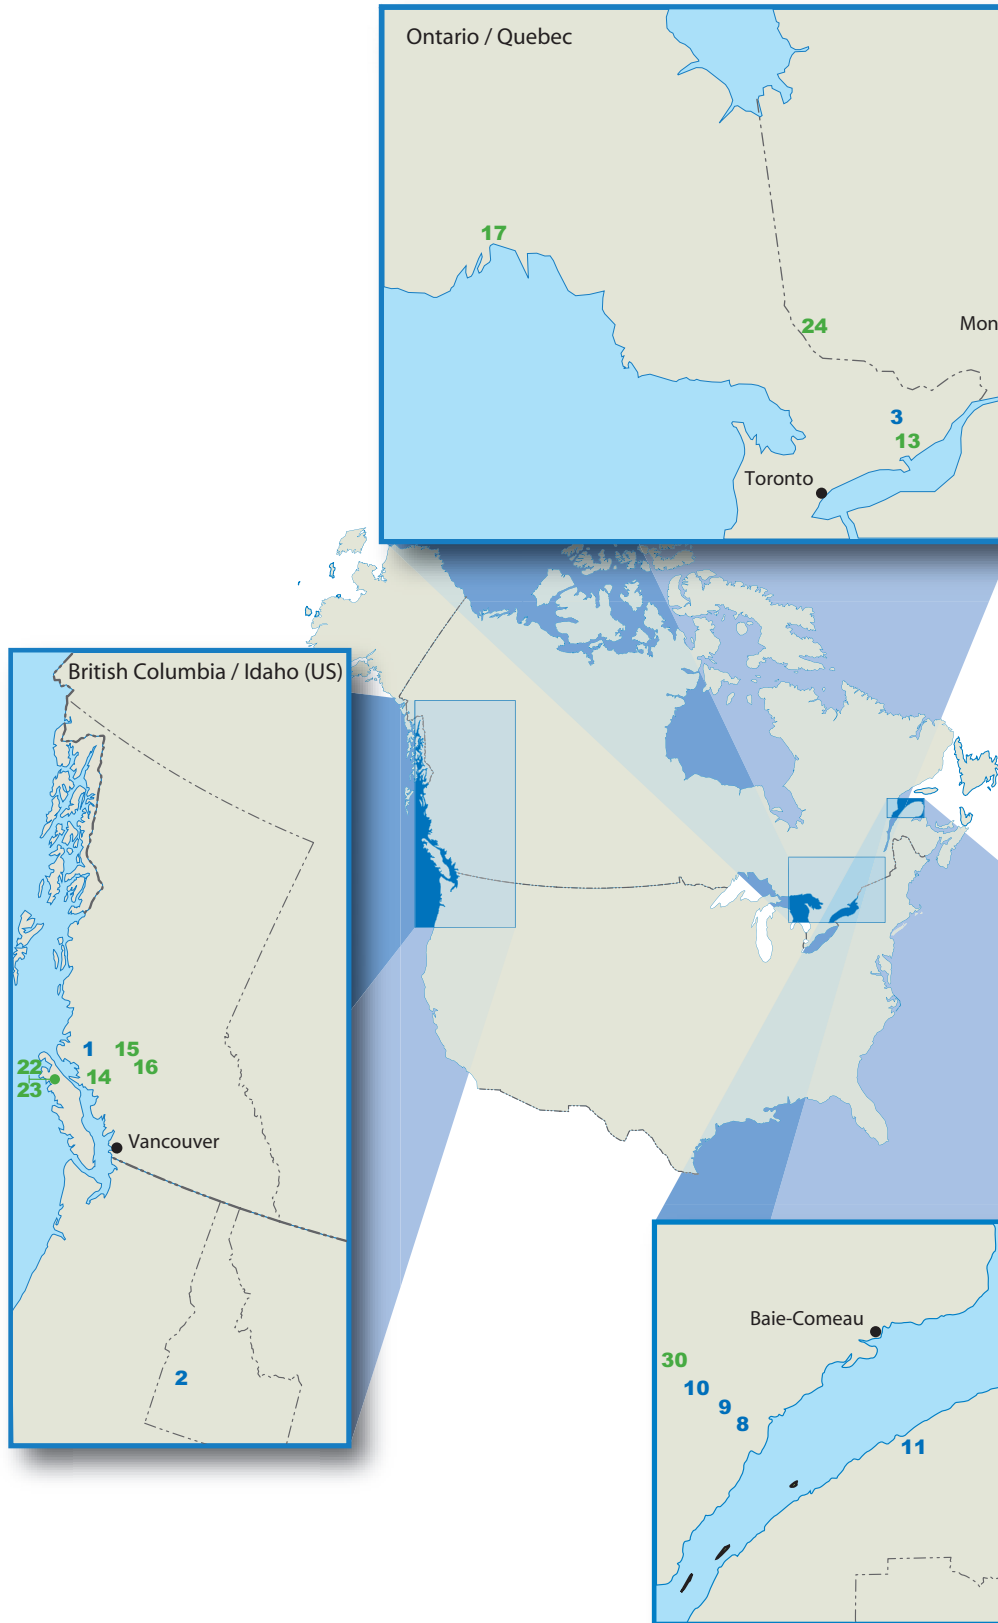 Ontario / Quebec
17
24
Mon
3
13
Toronto
British Columbia / Idaho (US)
1
15
22
14
16
23
Vancouver
2
Baie-Comeau
30
10
9
8
11